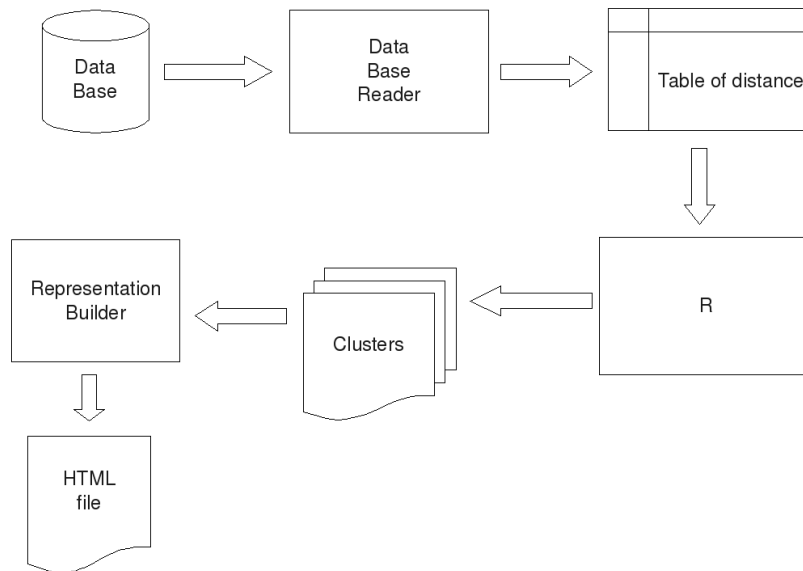 Data
Base
Data
Base
Reader
Table of distance
Representation
Builder
Clusters
R
HTML
file